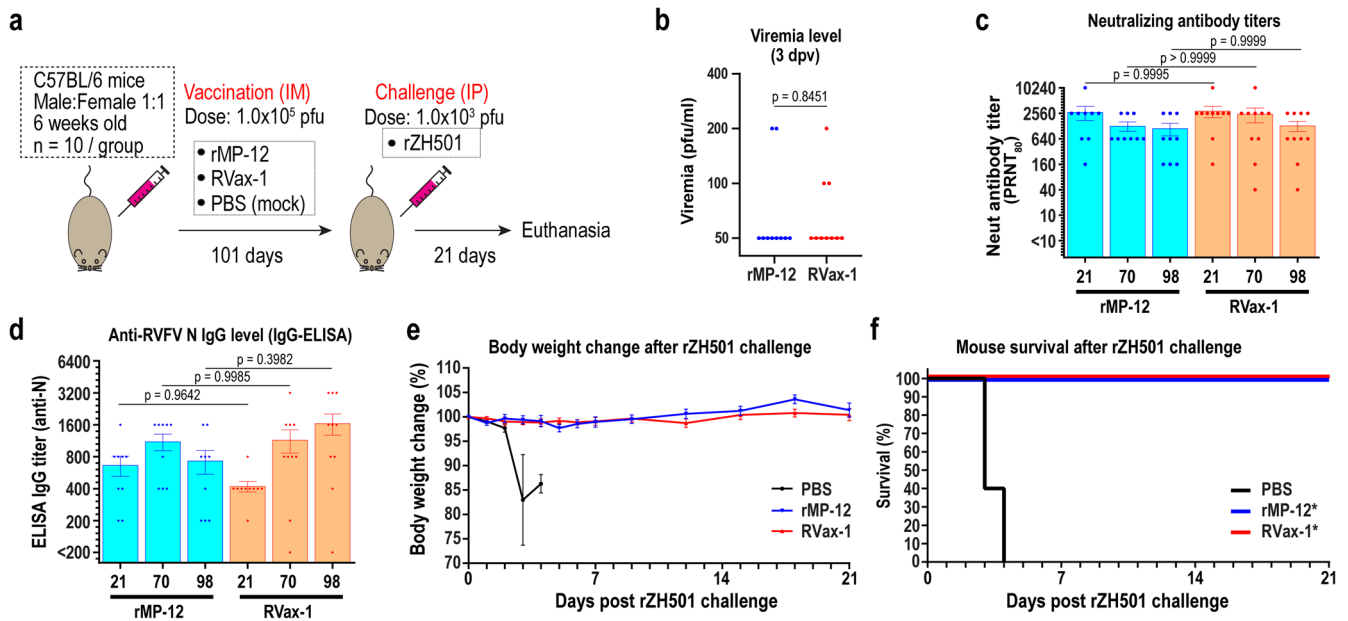 a
C57BL/6 mice
Male:Female 1:1
6 weeks old
n = 10 / group
Vaccination (IM)
Dose: 1.0x10⁵ pfu
• rMP-12
• RVax-1
• PBS (mock)
101 days
Challenge (IP)
Dose: 1.0x10³ pfu
• rZH501
21 days
Euthanasia
b
Viremia level
(3 dpv)
Viremia (pfu/ml)
400
200
100
50
p = 0.8451
rMP-12 RVax-1
c
Neutralizing antibody titers
p = 0.9999
p > 0.9999
p = 0.9995
Neut antibody titer
(PRNT₈₀)
10240
2560
640
160
40
10
<10
21 70 98 21 70 98
rMP-12 RVax-1
d
Anti-RVFV N IgG level (IgG-ELISA)
p = 0.3982
p = 0.9985
p = 0.9642
ELISA IgG titer (anti-N)
6400
3200
1600
800
400
200
<200
21 70 98 21 70 98
rMP-12 RVax-1
e
Body weight change after rZH501 challenge
Body weight change (%)
110
105
100
95
90
85
80
75
70
PBS
rMP-12
RVax-1
0 7 14 21
Days post rZH501 challenge
f
Mouse survival after rZH501 challenge
Survival (%)
100
90
80
70
60
50
40
30
20
10
0
PBS
rMP-12*
RVax-1*
0 7 14 21
Days post rZH501 challenge